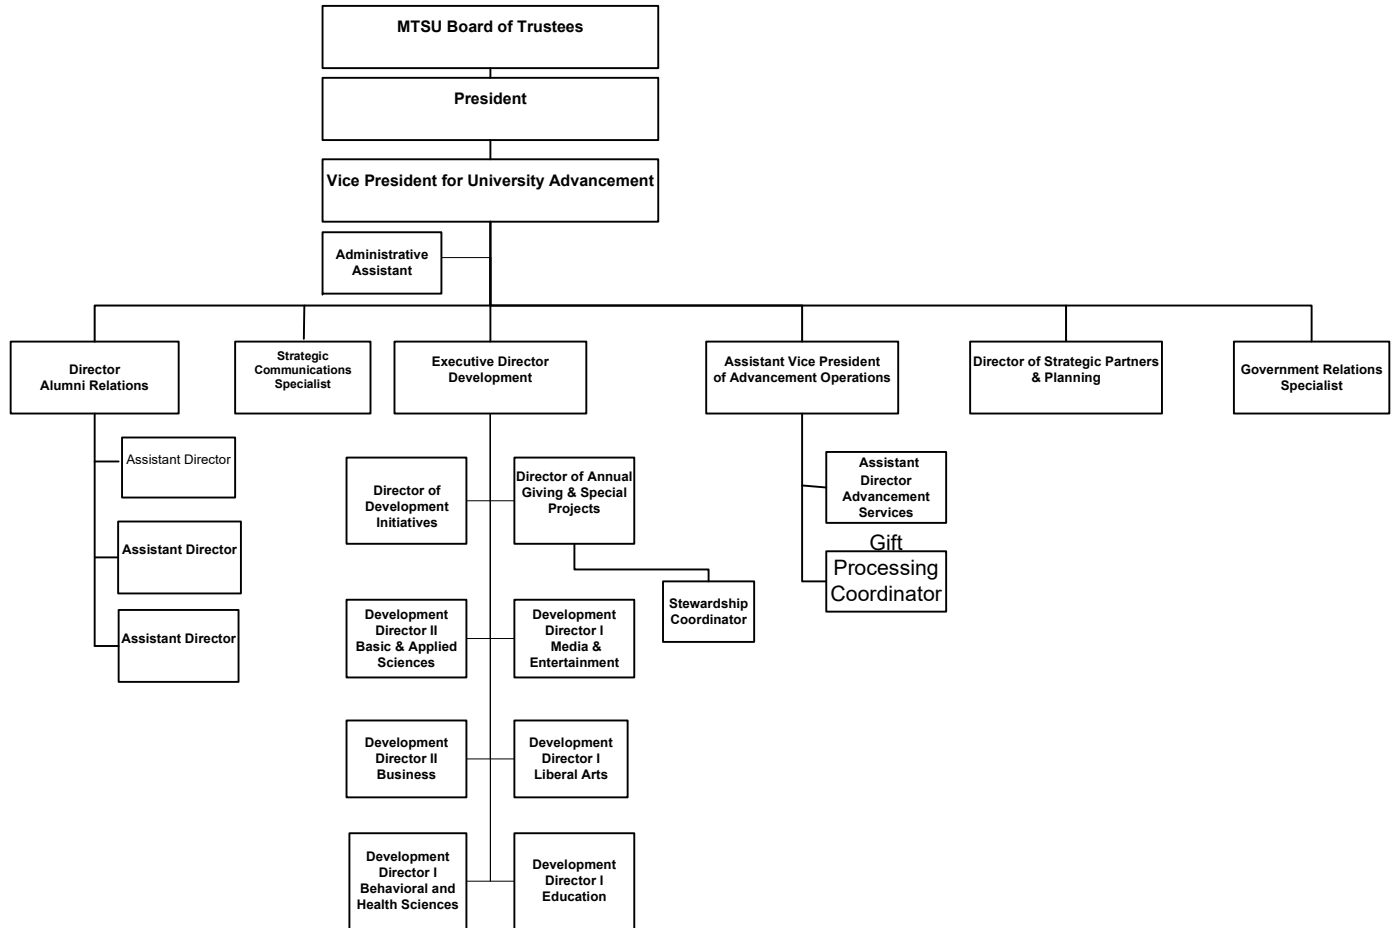 MTSU Board of Trustees
President
Vice President for University Advancement
Administrative
Assistant
Director
Alumni Relations
Strategic
Communications
Specialist
Executive Director
Development
Assistant Vice President
of Advancement Operations
Director of Strategic Partners
& Planning
Government Relations
Specialist
Assistant Director
Assistant Director
Assistant Director
Director of
Development
Initiatives
Director of Annual
Giving & Special
Projects
Stewardship
Coordinator
Development
Director II
Basic & Applied
Sciences
Development
Director I
Media &
Entertainment
Development
Director II
Business
Development
Director I
Liberal Arts
Development
Director I
Behavioral and
Health Sciences
Development
Director I
Education
Assistant
Director
Advancement
Services
Gift
Processing
Coordinator